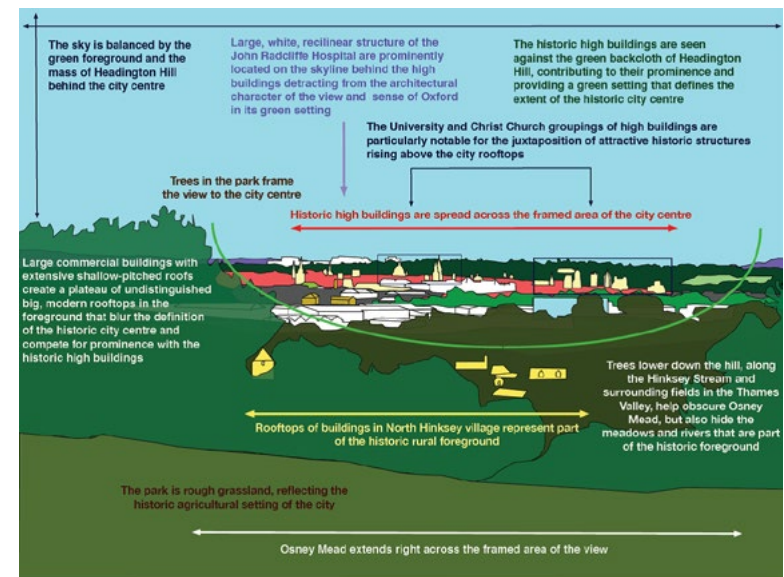 The sky is balanced by the
green foreground and the
mass of Headington Hill
behind the city centre
Large, white, recilinear structure of the
John Radcliffe Hospital are prominently
located on the skyline behind the high
buildings detracting from the architectural
character of the view and sense of Oxford
in its green setting
The historic high buildings are seen
against the green backcloth of Headington
Hill, contributing to their prominence and
providing a green setting that defines the
extent of the historic city centre
The University and Christ Church groupings of high buildings are
particularly notable for the juxtaposition of attractive historic structures
rising above the city rooftops
Trees in the park frame
the view to the city centre
Historic high buildings are spread across the framed area of the city centre
Large commercial buildings with
extensive shallow-pitched roofs
create a plateau of undistinguished
big, modern rooftops in the
foreground that blur the definition
of the historic city centre and
compete for prominence with the
historic high buildings
Trees lower down the hill, along
the Hinksey Stream and
surrounding fields in the Thames
Valley, help obscure Osney
Mead, but also hide the
meadows and rivers that are part
of the historic foreground
Rooftops of buildings in North Hinksey village represent part
of the historic rural foreground
The park is rough grassland, reflecting the
historic agricultural setting of the city
Osney Mead extends right across the framed area of the view